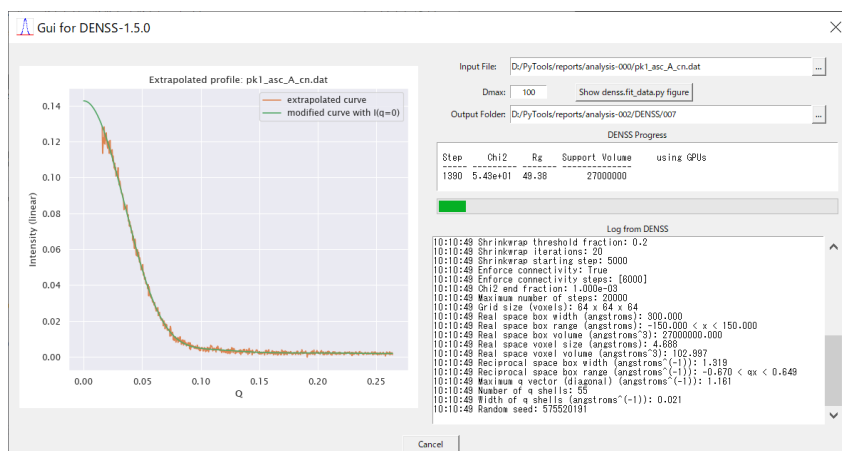 Gui for DENSS-1.5.0
Extrapolated profile: pk1_asc_A_cn.dat
extrapolated curve
modified curve with I(q=0)
Intensity (linear)
0.14
0.12
0.10
0.08
0.06
0.04
0.02
0.00
0.00 0.05 0.10 0.15 0.20 0.25
Q
Input File: D:/PyTools/reports/analysis-000/pk1_asc_A_cn.dat ...
Dmax: 100 Show denss.fit_data.py figure
Output Folder: D:/PyTools/reports/analysis-002/DENSS/007 ...
DENSS Progress
Step Chi2 Rg Support Volume using GPUs
---- --------- ------- --------------
1390 5.43e+01 49.38 27000000
Log from DENSS
10:10:49 Shrinkwrap threshold fraction: 0.2
10:10:49 Shrinkwrap iterations: 20
10:10:49 Shrinkwrap starting step: 5000
10:10:49 Enforce connectivity: True
10:10:49 Enforce connectivity steps: [6000]
10:10:49 Chi2 end fraction: 1.000e-03
10:10:49 Maximum number of steps: 20000
10:10:49 Grid size (voxels): 64 x 64 x 64
10:10:49 Real space box width (angstroms): 300.000
10:10:49 Real space box range (angstroms): -150.000 < x < 150.000
10:10:49 Real space box volume (angstroms^3): 27000000.000
10:10:49 Real space voxel size (angstroms): 4.688
10:10:49 Real space voxel volume (angstroms^3): 102.997
10:10:49 Reciprocal space box width (angstroms^(-1)): 1.319
10:10:49 Reciprocal space box range (angstroms^(-1)): -0.670 < qx < 0.649
10:10:49 Maximum q vector (diagonal) (angstroms^(-1)): 1.161
10:10:49 Number of q shells: 55
10:10:49 Width of q shells (angstroms^(-1)): 0.021
10:10:49 Random seed: 575520191
Cancel